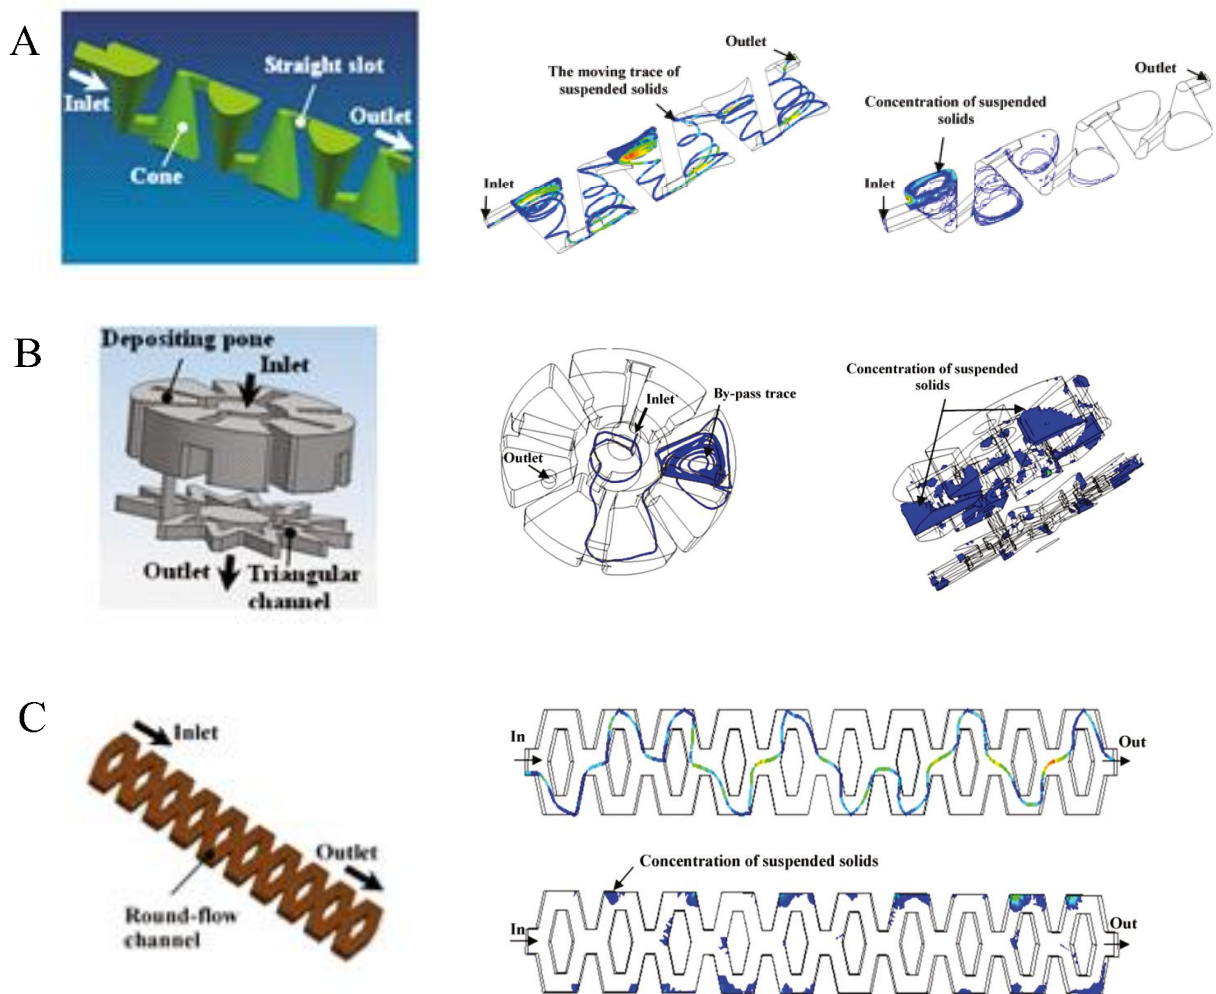 A
Straight slot
Inlet
Outlet
Cone
Outlet
The moving trace of
suspended solids
Inlet
Outlet
Concentration of suspended
solids
Inlet
B
Depositing pone
Inlet
Outlet
Triangular
channel
By-pass trace
Inlet
Outlet
Concentration of suspended
solids
C
Inlet
Outlet
Round-flow
channel
In
Out
Concentration of suspended solids
In
Out